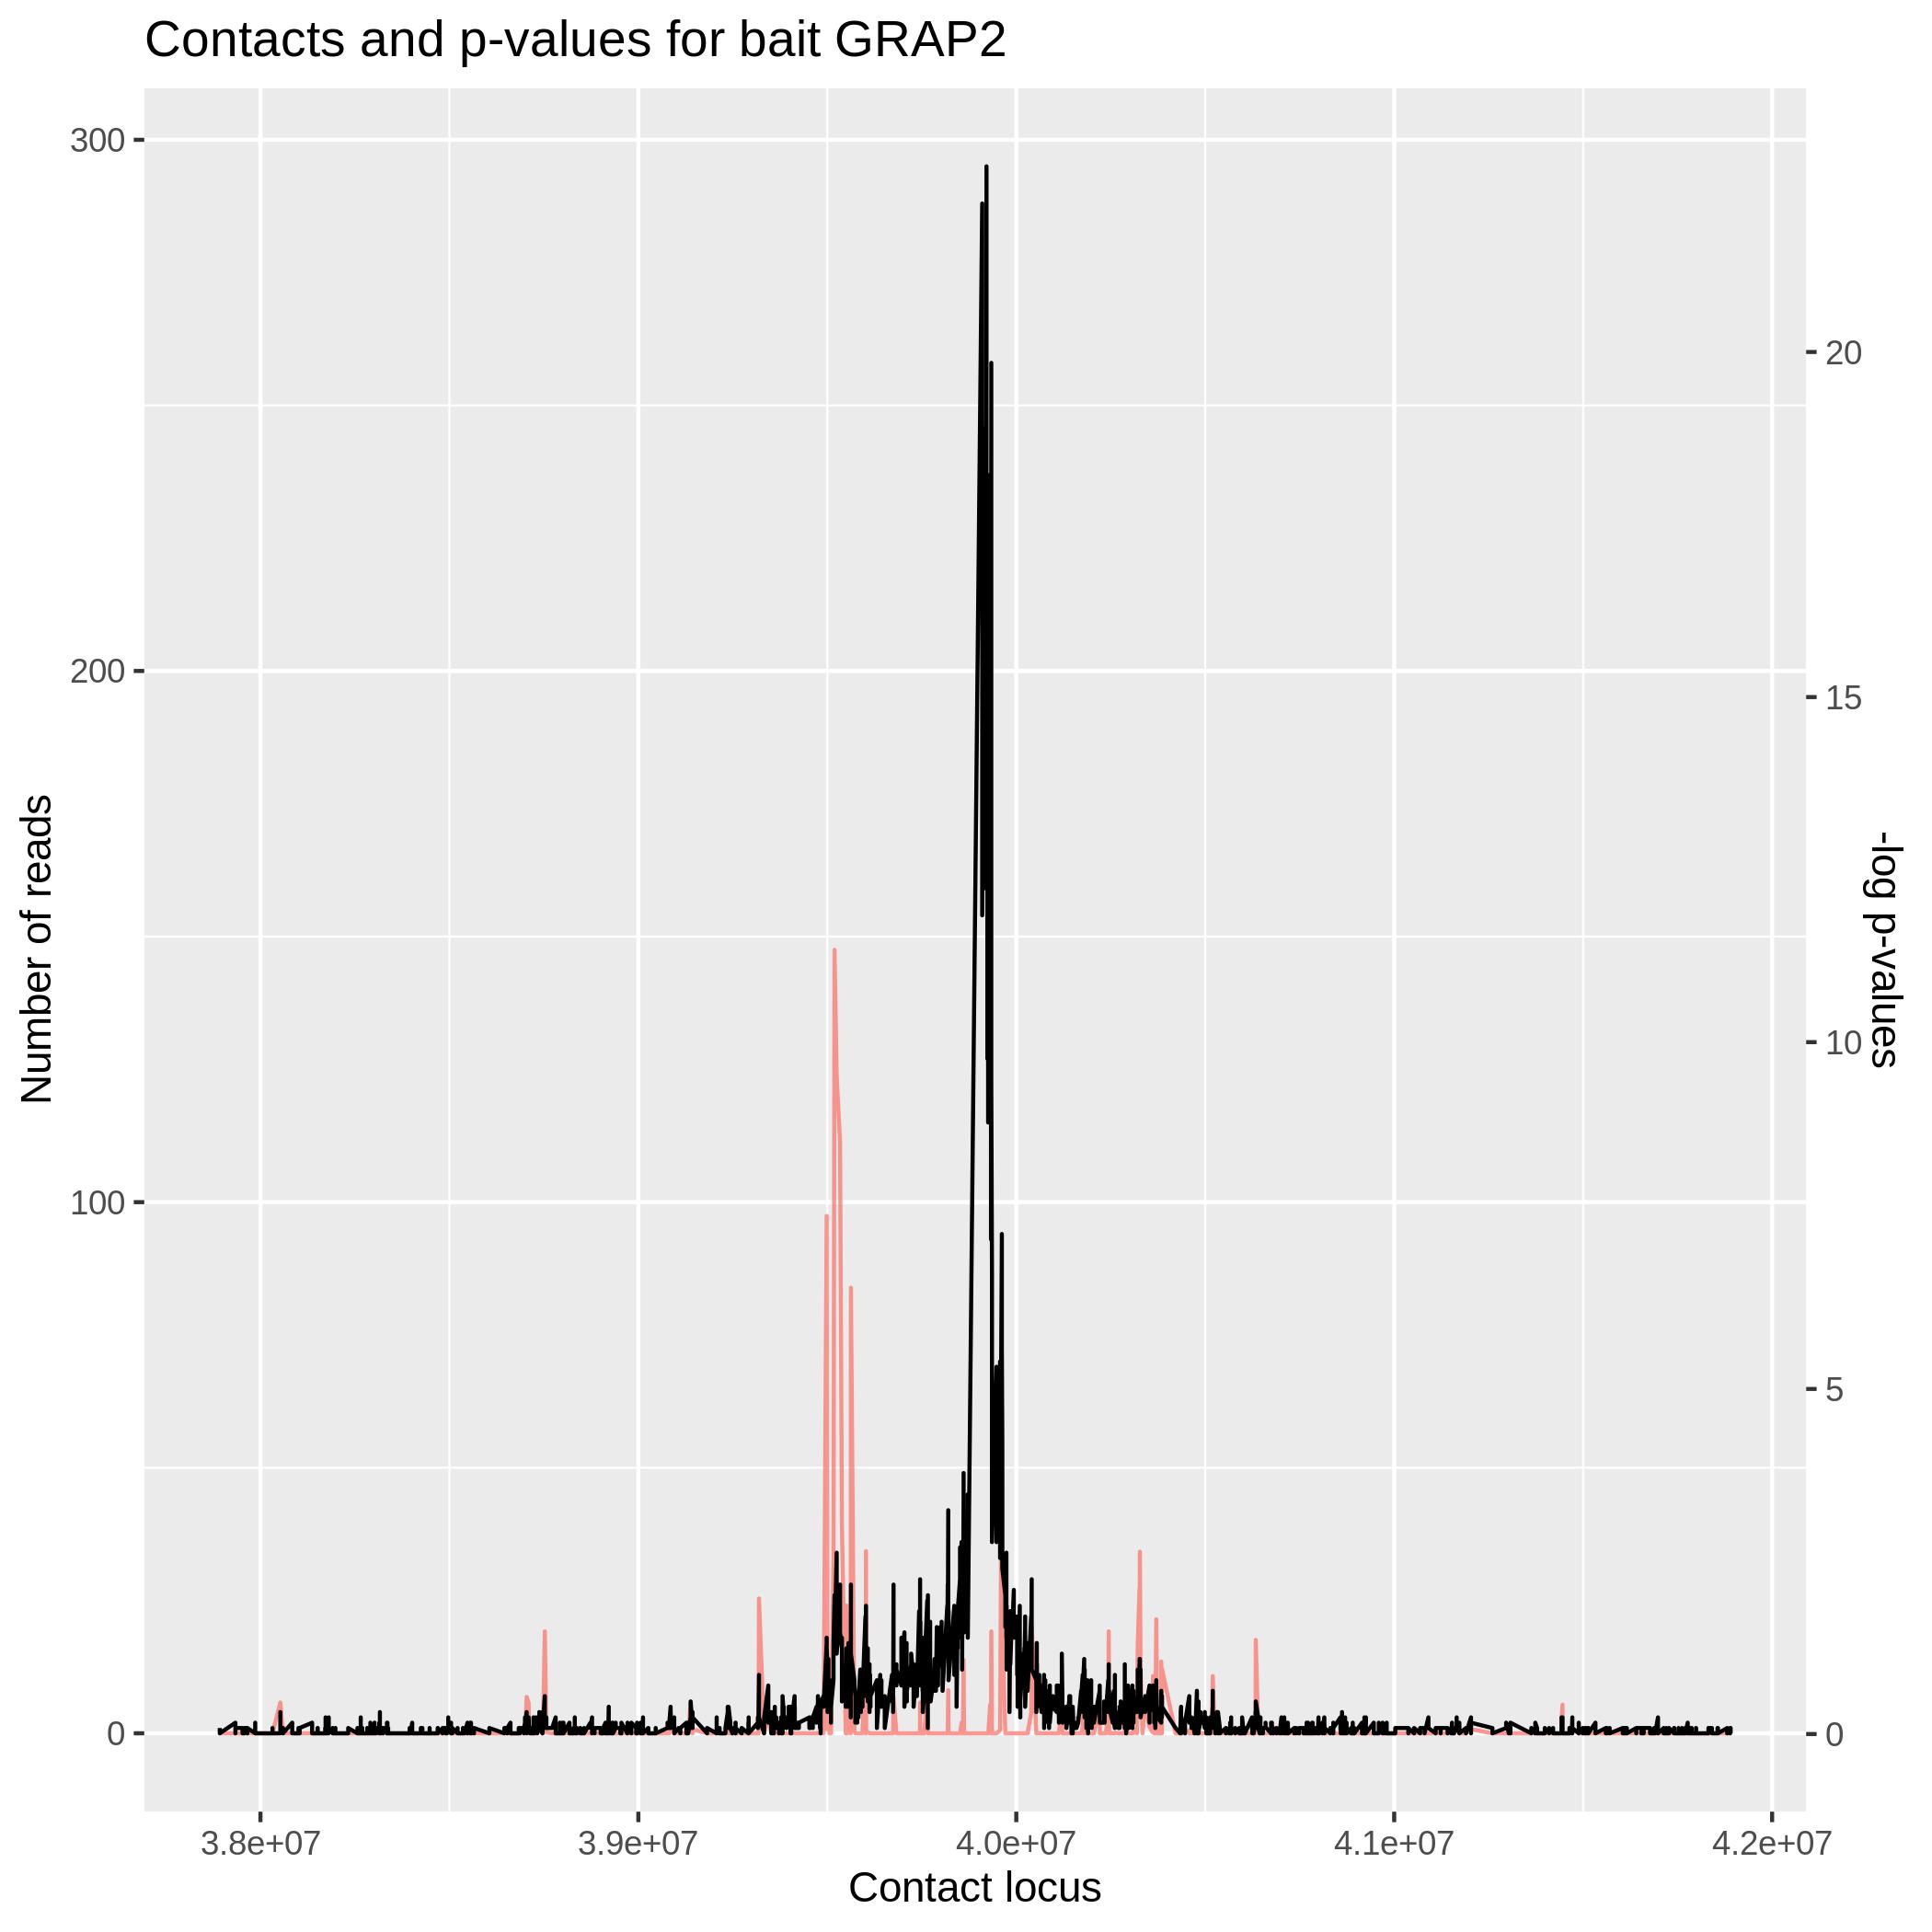 Contacts and p-values for bait GRAP2
300
200
100
0
Number of reads
20
15
10
5
0
-log p-values
3.8e+07
3.9e+07
4.0e+07
4.1e+07
4.2e+07
Contact locus